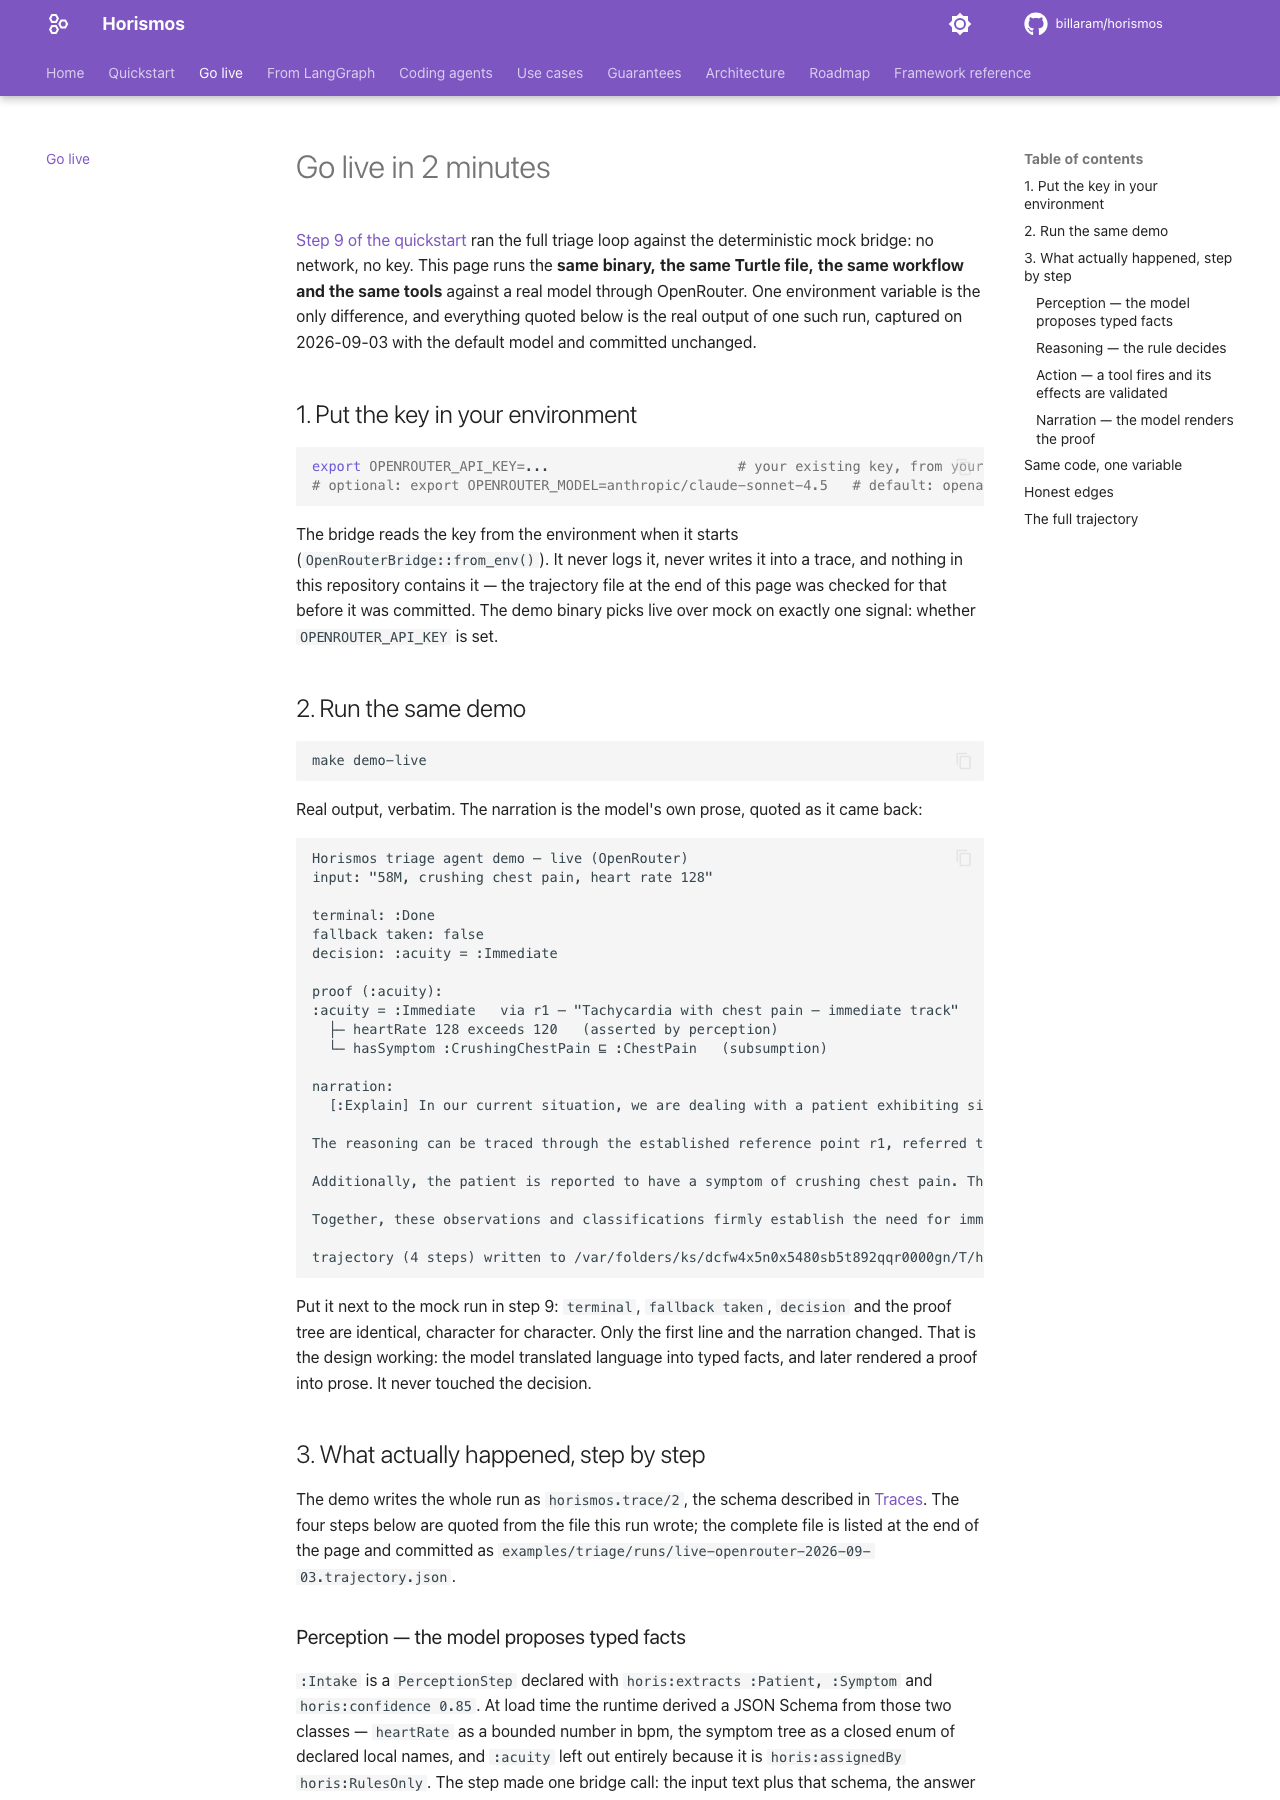 Horismos
billaram/horismos
Home Quickstart Go live From LangGraph Coding agents Use cases Guarantees Architecture Roadmap Framework reference
Go live
Go live in 2 minutes
Step 9 of the quickstart ran the full triage loop against the deterministic mock bridge: no
network, no key. This page runs the same binary, the same Turtle file, the same workflow
and the same tools against a real model through OpenRouter. One environment variable is the
only difference, and everything quoted below is the real output of one such run, captured on
2026-09-03 with the default model and committed unchanged.
1. Put the key in your environment
export OPENROUTER_API_KEY=... # your existing key, from your
# optional: export OPENROUTER_MODEL=anthropic/claude-sonnet-4.5 # default: opena
The bridge reads the key from the environment when it starts
(OpenRouterBridge::from_env()). It never logs it, never writes it into a trace, and nothing in
this repository contains it — the trajectory file at the end of this page was checked for that
before it was committed. The demo binary picks live over mock on exactly one signal: whether
OPENROUTER_API_KEY is set.
2. Run the same demo
make demo-live
Real output, verbatim. The narration is the model's own prose, quoted as it came back:
Horismos triage agent demo — live (OpenRouter)
input: "58M, crushing chest pain, heart rate 128"
terminal: :Done
fallback taken: false
decision: :acuity = :Immediate
proof (:acuity):
:acuity = :Immediate via r1 — "Tachycardia with chest pain — immediate track"
├─ heartRate 128 exceeds 120 (asserted by perception)
└─ hasSymptom :CrushingChestPain ⊑ :ChestPain (subsumption)
narration:
[:Explain] In our current situation, we are dealing with a patient exhibiting si
The reasoning can be traced through the established reference point r1, referred t
Additionally, the patient is reported to have a symptom of crushing chest pain. Th
Together, these observations and classifications firmly establish the need for imm
trajectory (4 steps) written to /var/folders/ks/dcfw4x5n0x5480sb5t892qqr0000gn/T/h
Put it next to the mock run in step 9: terminal, fallback taken, decision and the proof
tree are identical, character for character. Only the first line and the narration changed. That is
the design working: the model translated language into typed facts, and later rendered a proof
into prose. It never touched the decision.
3. What actually happened, step by step
The demo writes the whole run as horismos.trace/2, the schema described in Traces. The
four steps below are quoted from the file this run wrote; the complete file is listed at the end of
the page and committed as examples/triage/runs/live-openrouter-2026-09-
03.trajectory.json.
Perception — the model proposes typed facts
:Intake is a PerceptionStep declared with horis:extracts :Patient, :Symptom and
horis:confidence 0.85. At load time the runtime derived a JSON Schema from those two
classes — heartRate as a bounded number in bpm, the symptom tree as a closed enum of
declared local names, and :acuity left out entirely because it is horis:assignedBy
horis:RulesOnly. The step made one bridge call: the input text plus that schema, the answer
Table of contents
1. Put the key in your
environment
2. Run the same demo
3. What actually happened, step
by step
Perception — the model
proposes typed facts
Reasoning — the rule decides
Action — a tool fires and its
effects are validated
Narration — the model renders
the proof
Same code, one variable
Honest edges
The full trajectory